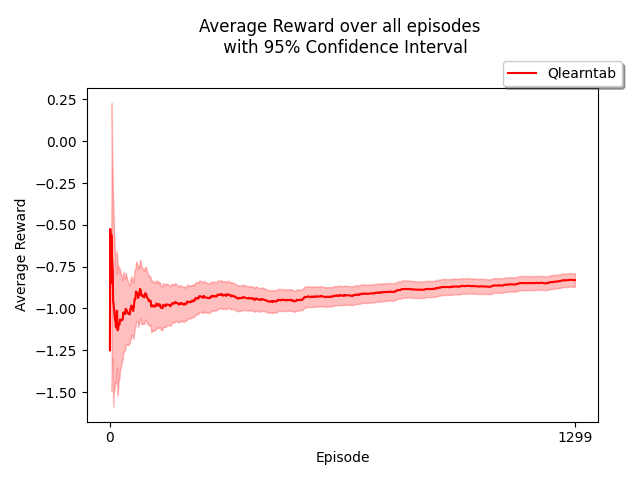 Average Reward over all episodes
with 95% Confidence Interval
Qlearntab
0.25
0.00
−0.25
−0.50
−0.75
−1.00
−1.25
−1.50
Average Reward
0
1299
Episode